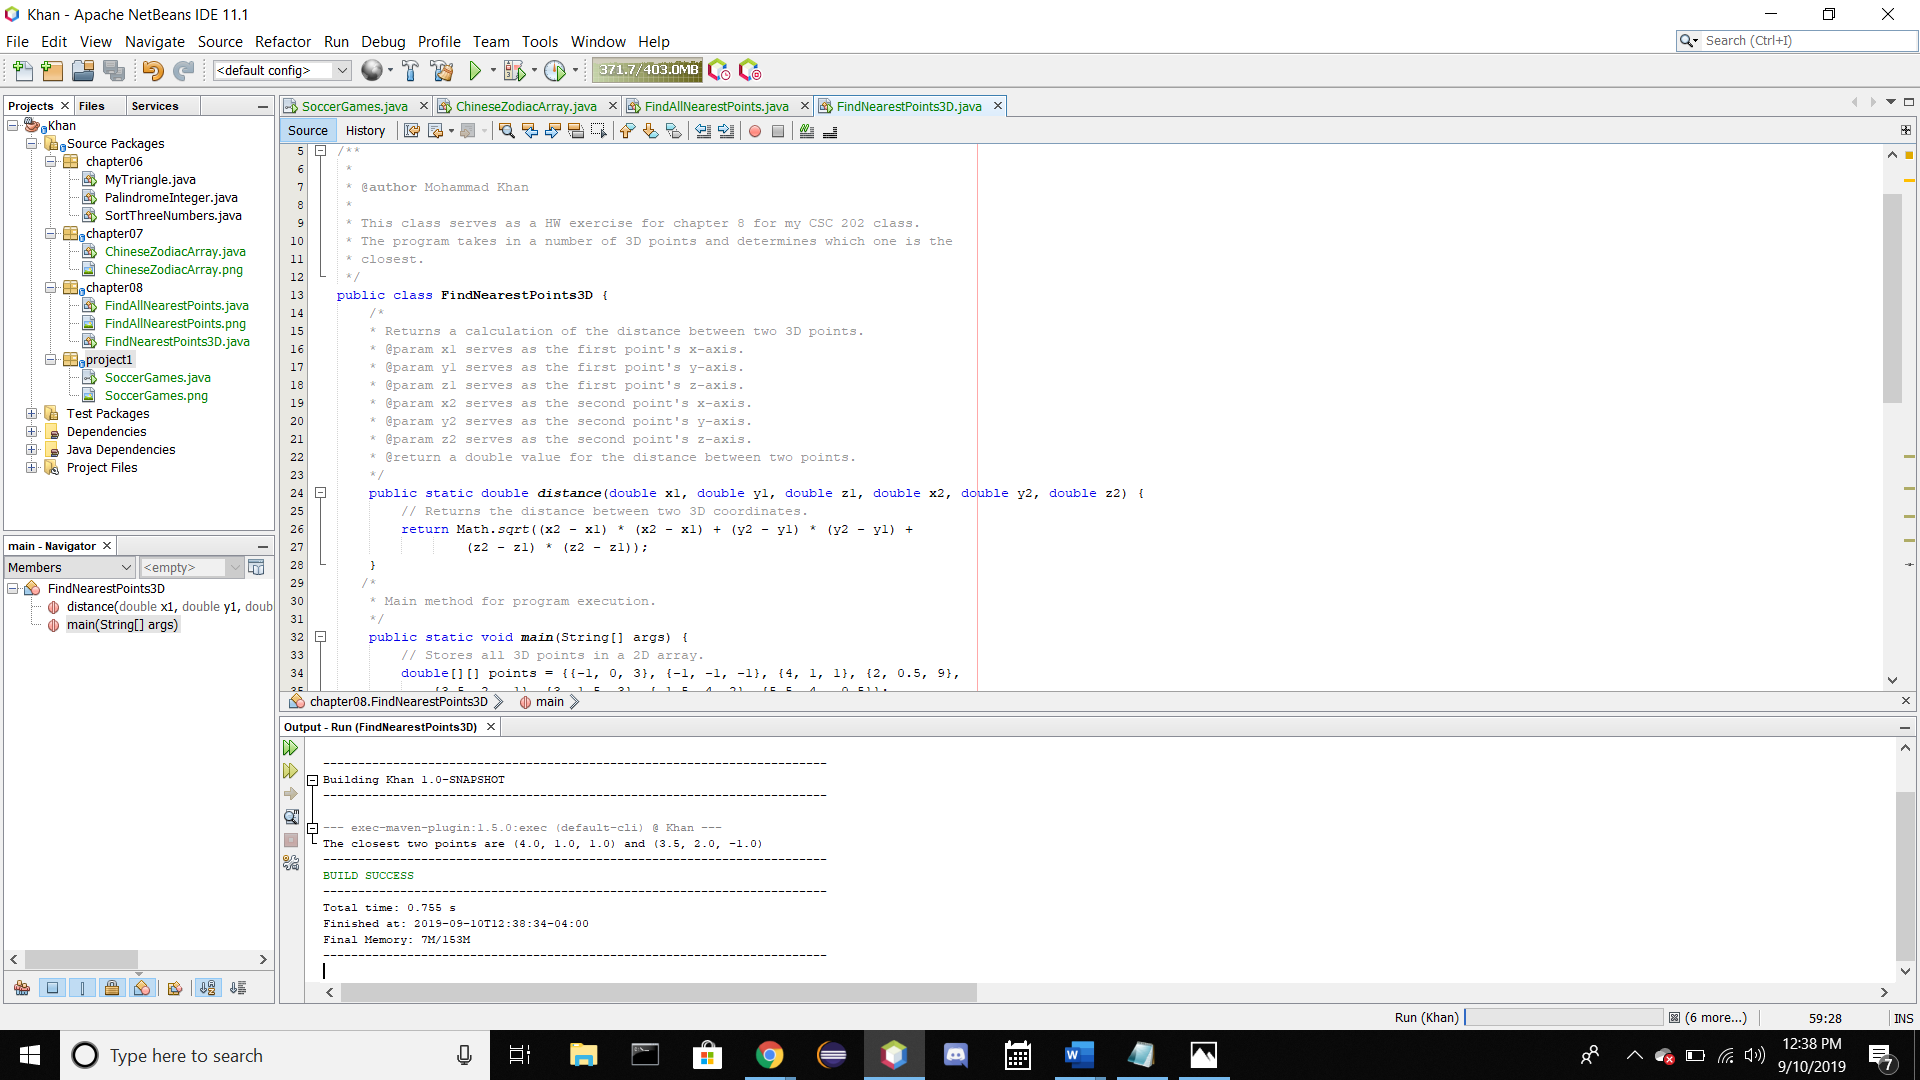 Khan - Apache NetBeans IDE 11.1
File Edit View Navigate Source Refactor Run Debug Profile Team Tools Window Help
Search (Ctrl+I)
<default config>
371.7/403.0MB
Projects Files Services
Khan
Source Packages
chapter06
MyTriangle.java
PalindromeInteger.java
SortThreeNumbers.java
chapter07
ChineseZodiacArray.java
ChineseZodiacArray.png
chapter08
FindAllNearestPoints.java
FindAllNearestPoints.png
FindNearestPoints3D.java
project1
SoccerGames.java
SoccerGames.png
Test Packages
Dependencies
Java Dependencies
Project Files
main - Navigator
Members <empty>
FindNearestPoints3D
distance(double x1, double y1, doub
main(String[] args)
SoccerGames.java ChineseZodiacArray.java FindAllNearestPoints.java FindNearestPoints3D.java
Source History
5 /**
6 *
7 * @author Mohammad Khan
8 *
9 * This class serves as a HW exercise for chapter 8 for my CSC 202 class.
10 * The program takes in a number of 3D points and determines which one is the
11 * closest.
12 */
13 public class FindNearestPoints3D {
14 /*
15 * Returns a calculation of the distance between two 3D points.
16 * @param x1 serves as the first point's x-axis.
17 * @param y1 serves as the first point's y-axis.
18 * @param z1 serves as the first point's z-axis.
19 * @param x2 serves as the second point's x-axis.
20 * @param y2 serves as the second point's y-axis.
21 * @param z2 serves as the second point's z-axis.
22 * @return a double value for the distance between two points.
23 */
24 public static double distance(double x1, double y1, double z1, double x2, double y2, double z2) {
25 // Returns the distance between two 3D coordinates.
26 return Math.sqrt((x2 - x1) * (x2 - x1) + (y2 - y1) * (y2 - y1) +
27 (z2 - z1) * (z2 - z1));
28 }
29 /*
30 * Main method for program execution.
31 */
32 public static void main(String[] args) {
33 // Stores all 3D points in a 2D array.
34 double[][] points = {{-1, 0, 3}, {-1, -1, -1}, {4, 1, 1}, {2, 0.5, 9},
chapter08.FindNearestPoints3D main
Output - Run (FindNearestPoints3D)
------------------------------------------------------------------------
Building Khan 1.0-SNAPSHOT
------------------------------------------------------------------------
--- exec-maven-plugin:1.5.0:exec (default-cli) @ Khan ---
The closest two points are (4.0, 1.0, 1.0) and (3.5, 2.0, -1.0)
------------------------------------------------------------------------
BUILD SUCCESS
------------------------------------------------------------------------
Total time: 0.755 s
Finished at: 2019-09-10T12:38:34-04:00
Final Memory: 7M/153M
------------------------------------------------------------------------
Run (Khan) (6 more...) 59:28 INS
Type here to search
12:38 PM
9/10/2019
7